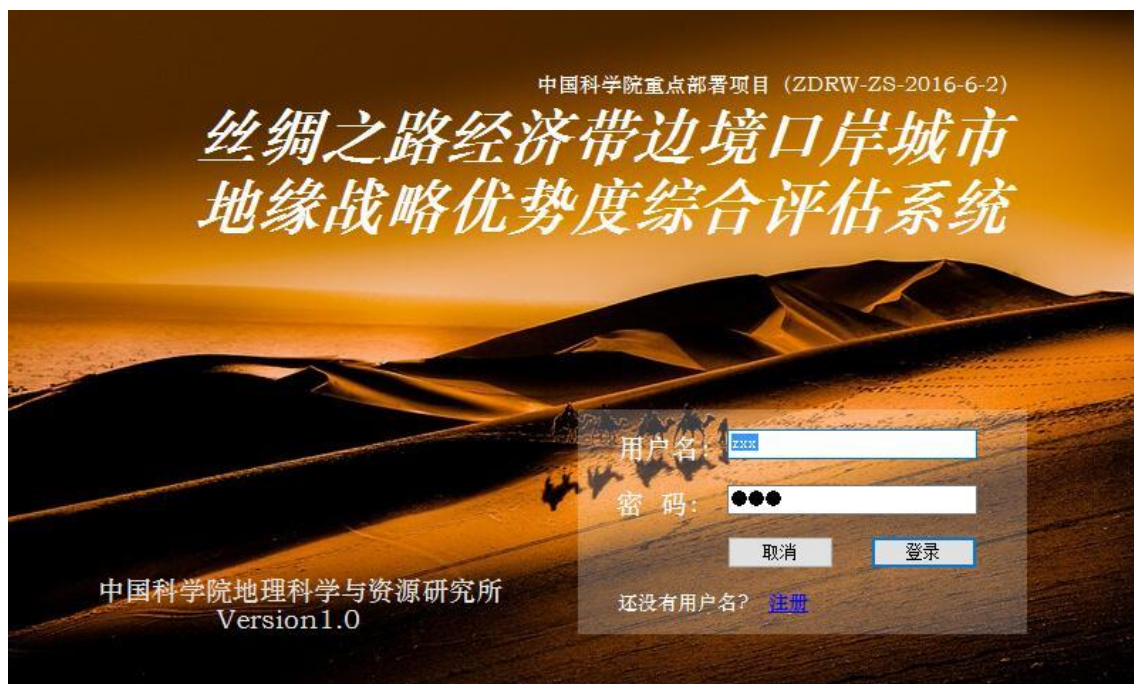 中国科学院重点部署项目（ZDRW-ZS-2016-6-2）
丝绸之路经济带边境口岸城市
地缘战略优势度综合评估系统
用户名: zxx
密 码: ●●●
取消 登录
还没有用户名? 注册
中国科学院地理科学与资源研究所
Version1.0